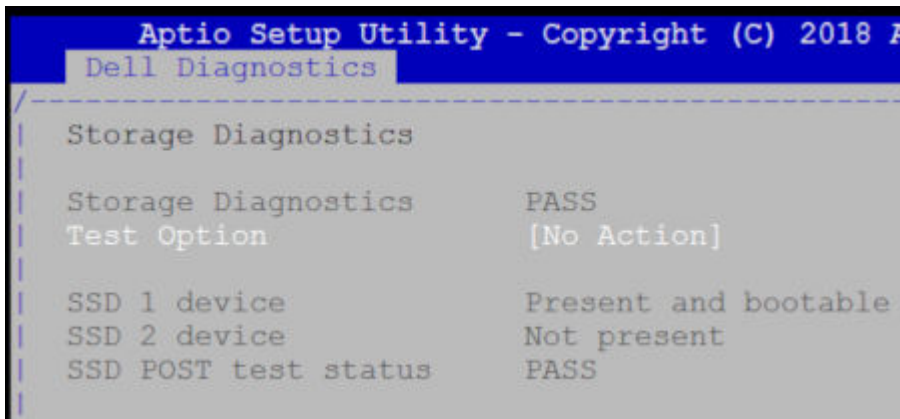 Aptio Setup Utility - Copyright (C) 2018
Dell Diagnostics
Storage Diagnostics
Storage Diagnostics PASS
Test Option [No Action]
SSD 1 device Present and bootable
SSD 2 device Not present
SSD POST test status PASS